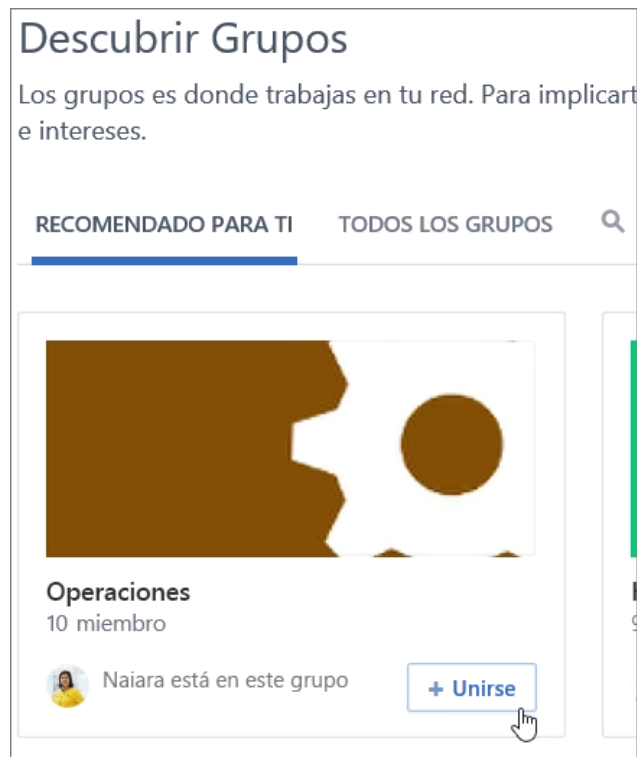 Descubrir Grupos
Los grupos es donde trabajas en tu red. Para
e intereses.
RECOMENDADO PARA TI
TODOS LOS GRUPOS
Operaciones
10 miembro
Naiara está en este grupo
+ Unirse